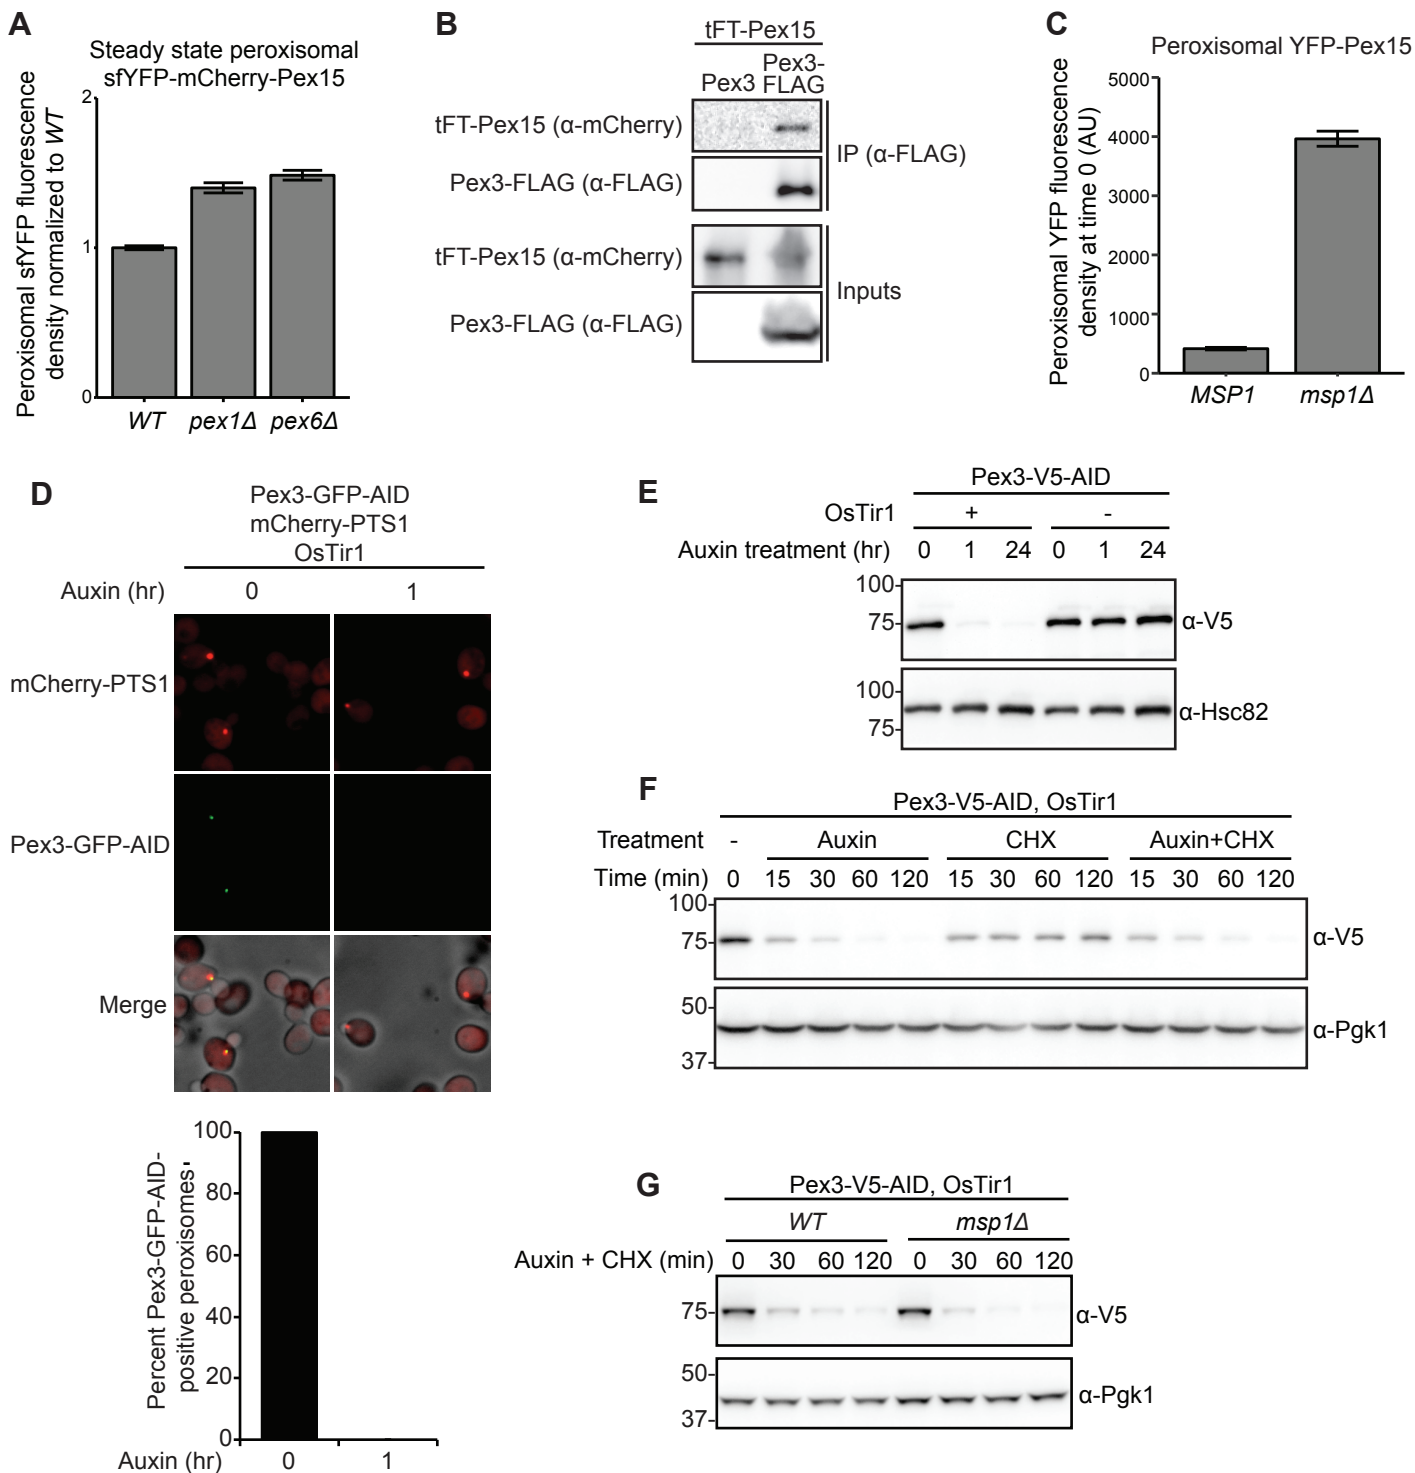 A
Steady state peroxisomal
sfYFP-mCherry-Pex15
Peroxisomal sfYFP fluorescence
density normalized to WT
2
1
0
WT pex1Δ pex6Δ
B
tFT-Pex15
Pex3 Pex3-
FLAG
tFT-Pex15 (α-mCherry)
Pex3-FLAG (α-FLAG)
IP (α-FLAG)
tFT-Pex15 (α-mCherry)
Pex3-FLAG (α-FLAG)
Inputs
C
Peroxisomal YFP-Pex15
Peroxisomal YFP fluorescence
density at time 0 (AU)
5000
4000
3000
2000
1000
0
MSP1 msp1Δ
D
Pex3-GFP-AID
mCherry-PTS1
OsTir1
Auxin (hr) 0 1
mCherry-PTS1
Pex3-GFP-AID
Merge
Percent Pex3-GFP-AID-
positive peroxisomes
100
80
60
40
20
0
Auxin (hr) 0 1
E
Pex3-V5-AID
OsTir1 + -
Auxin treatment (hr) 0 1 24 0 1 24
100
75
α-V5
100
75
α-Hsc82
F
Pex3-V5-AID, OsTir1
Treatment - Auxin CHX Auxin+CHX
Time (min) 0 15 30 60 120 15 30 60 120 15 30 60 120
100
75
α-V5
50
37
α-Pgk1
G
Pex3-V5-AID, OsTir1
WT msp1Δ
Auxin + CHX (min) 0 30 60 120 0 30 60 120
75
α-V5
50
37
α-Pgk1